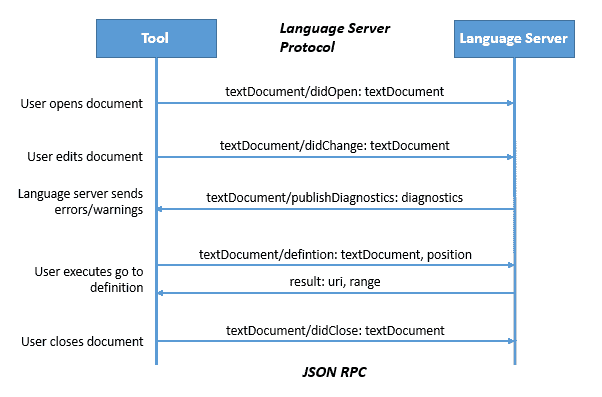 Tool
Language Server
Protocol
Language Server
User opens document
textDocument/didOpen: textDocument
User edits document
textDocument/didChange: textDocument
Language server sends
errors/warnings
textDocument/publishDiagnostics: diagnostics
textDocument/defintion: textDocument, position
User executes go to
definition
result: uri, range
User closes document
textDocument/didClose: textDocument
JSON RPC